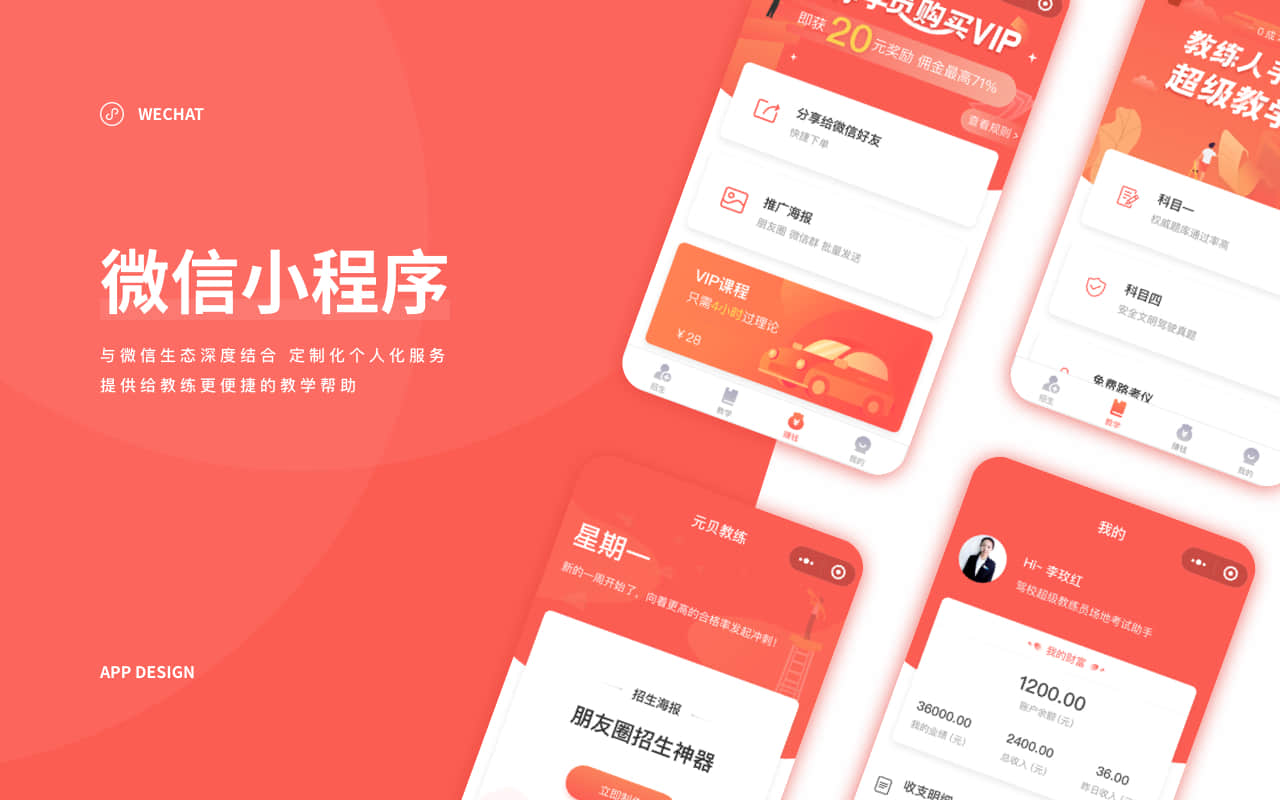 WECHAT
微信小程序
与微信生态深度结合 定制化个人化服务
提供给教练更便捷的教学帮助
APP DESIGN
学员购买VIP
即获20元奖励 佣金最高71%
查看规则 >
分享给微信好友
快捷下单
推广海报
朋友圈 微信群 批量发送
VIP课程
只需4小时过理论
¥28
招生
教学
赚钱
我的
0成
教练人手
超级教学
科目一
权威题库通过率高
科目四
安全文明驾驶真题
免费路考仪
招生
教学
赚钱
我的
元贝教练
星期一
新的一周开始了，向着更高的合格率发起冲刺！
招生海报
朋友圈招生神器
立即制作
我的
Hi~ 李玫红
驾校超级教练员场地考试助手
我的财富
1200.00
账户余额 (元)
36000.00
我的业绩 (元)
2400.00
总收入 (元)
36.00
昨日收入 (元)
收支明细